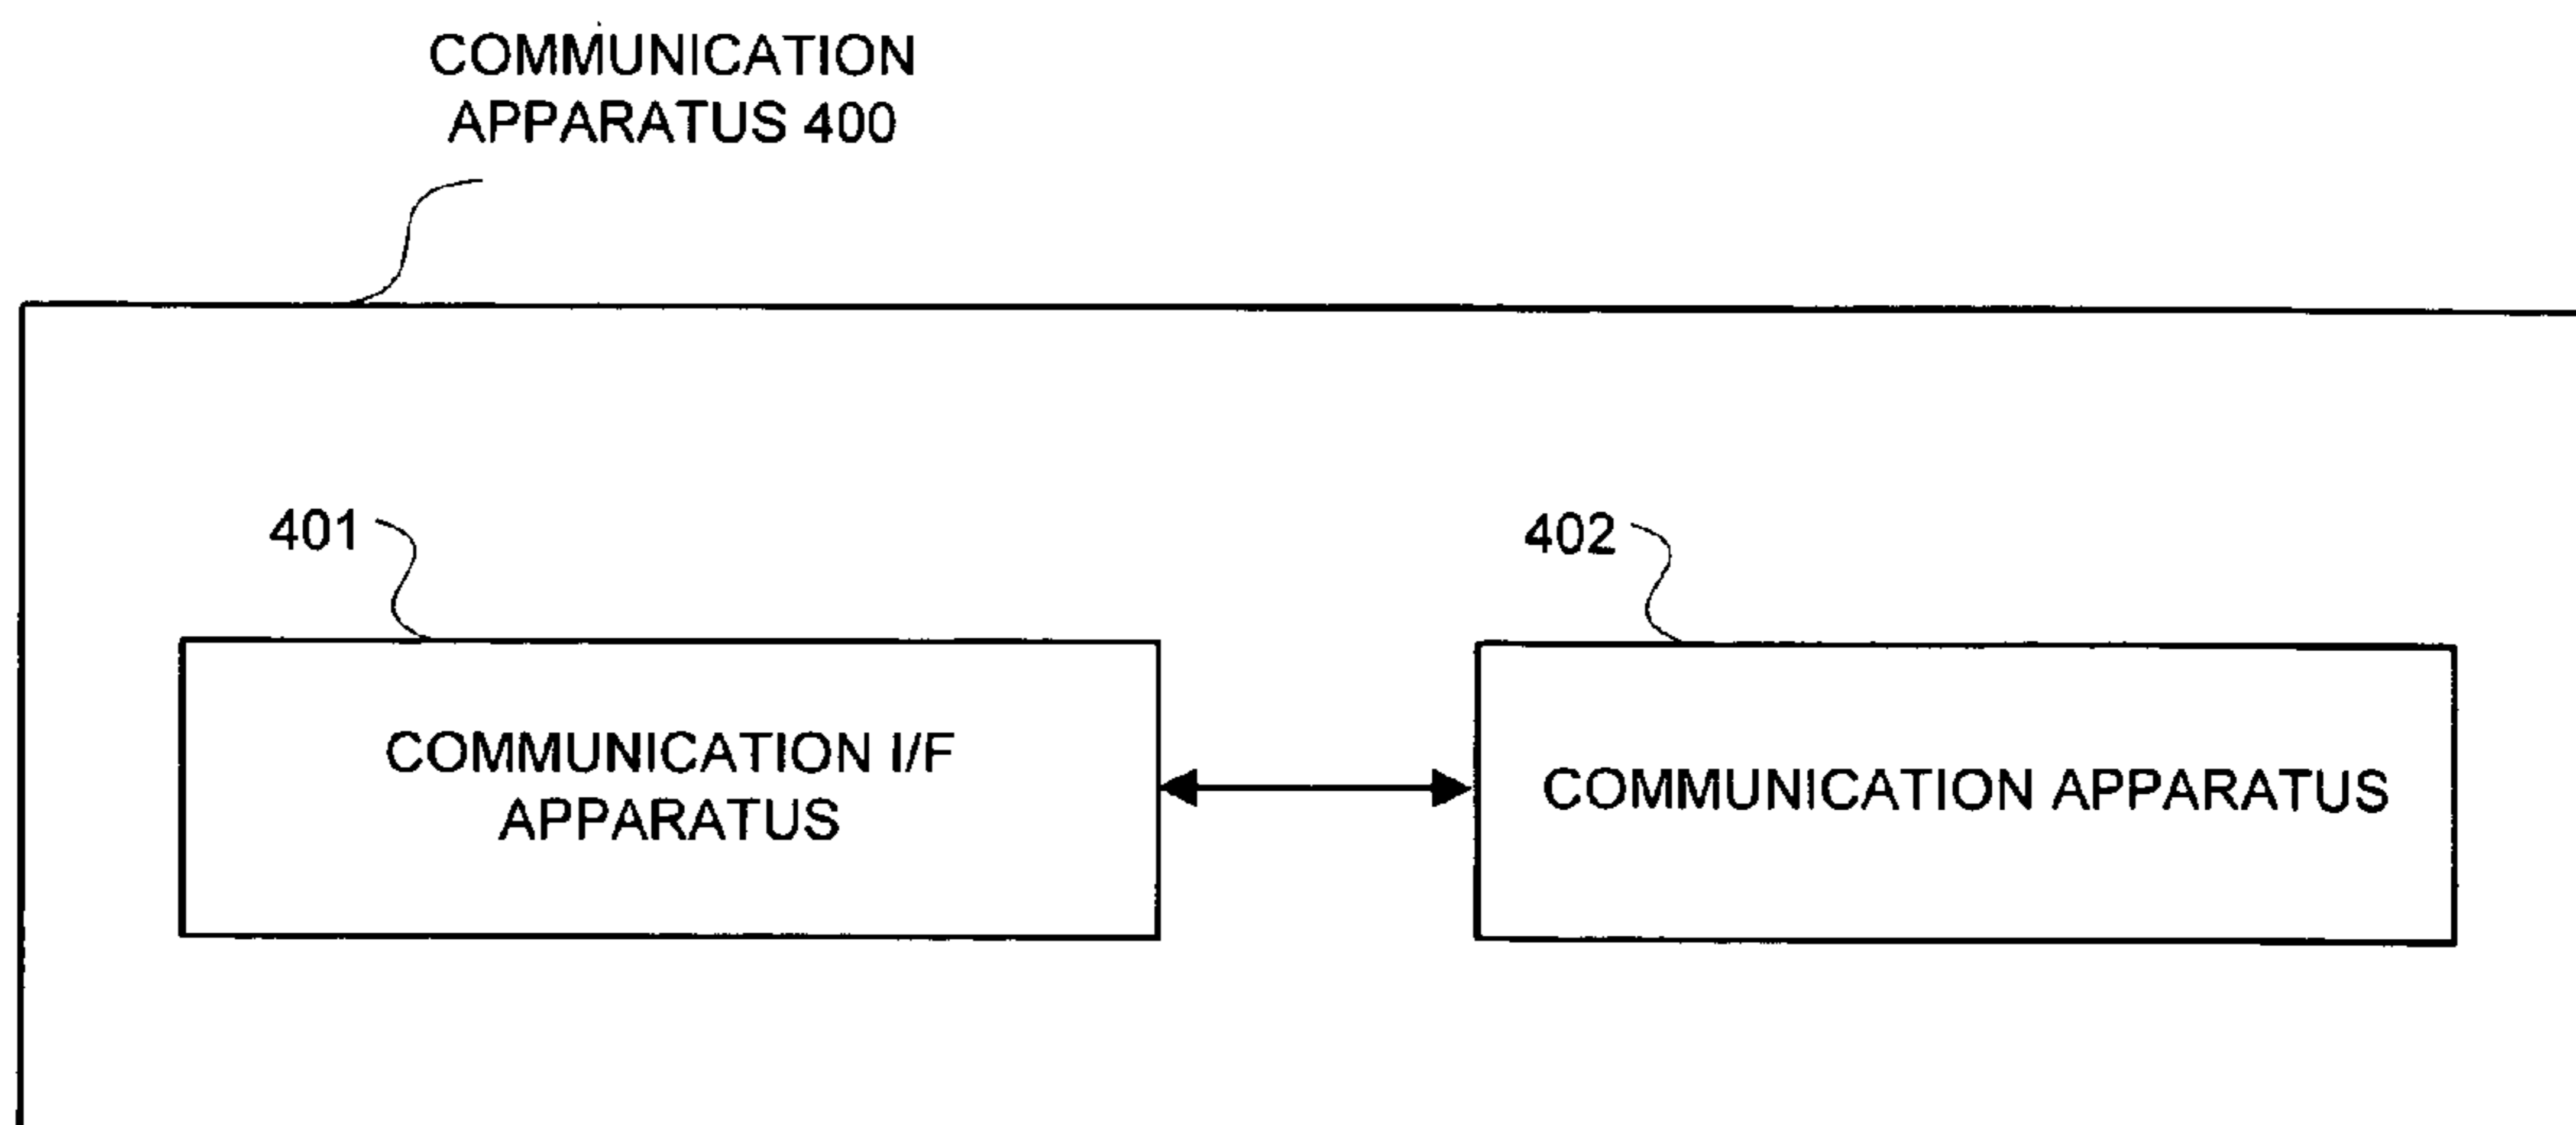 COMMUNICATION
APPARATUS 400
401
402
COMMUNICATION I/F
APPARATUS
COMMUNICATION APPARATUS